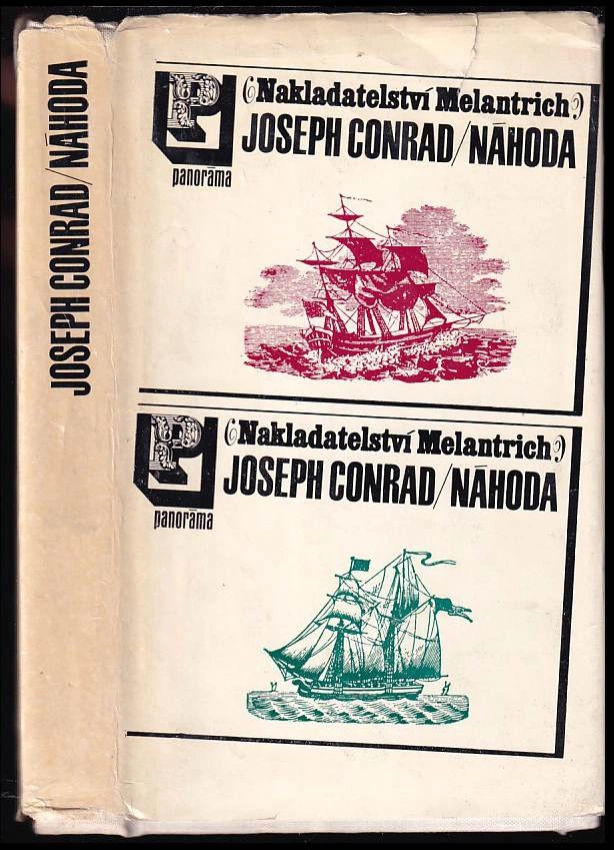 JOSEPH CONRAD/NÁHODA
P
(Nakladatelství Melantrich)
JOSEPH CONRAD/NÁHODA
panoráma
P
(Nakladatelství Melantrich)
JOSEPH CONRAD/NÁHODA
panoráma